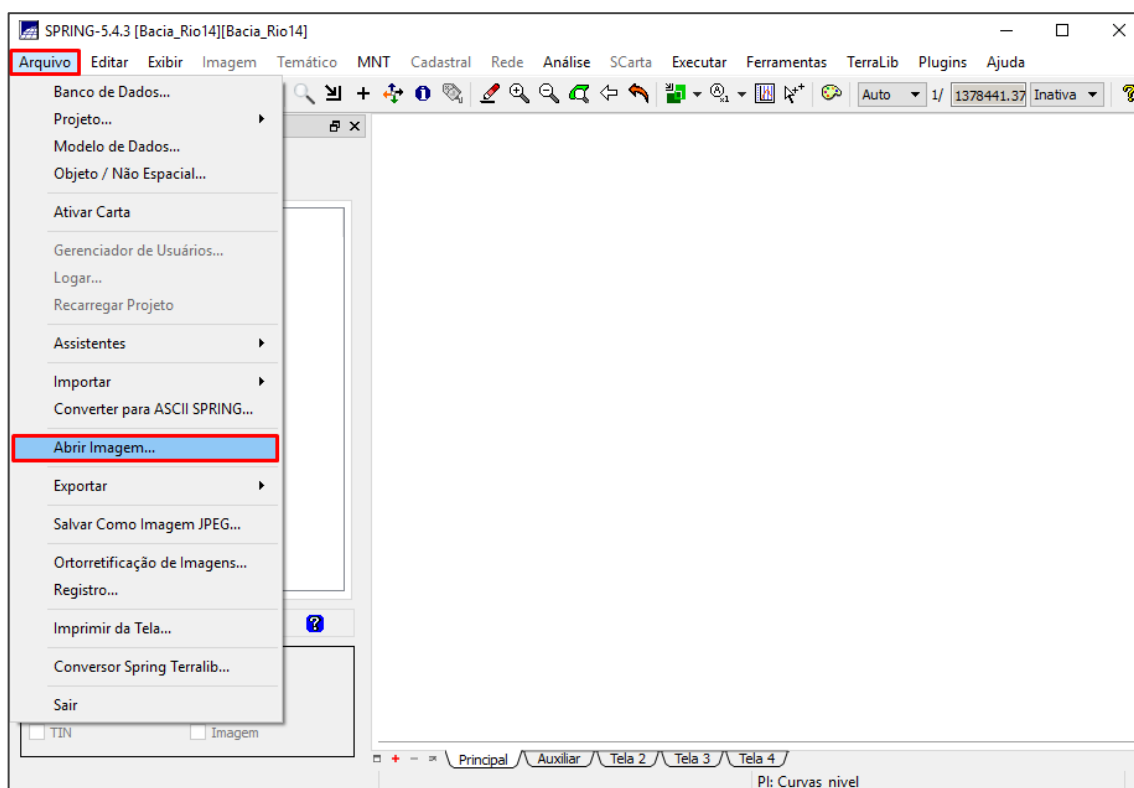 SPRING-5.4.3 [Bacia_Rio14][Bacia_Rio14]
Arquivo Editar Exibir Imagem Temático MNT Cadastral Rede Análise SCarta Executar Ferramentas TerraLib Plugins Ajuda
Auto 1/ 1378441.37 Inativa
Banco de Dados...
Projeto...
Modelo de Dados...
Objeto / Não Espacial...
Ativar Carta
Gerenciador de Usuários...
Logar...
Recarregar Projeto
Assistentes
Importar
Converter para ASCII SPRING...
Abrir Imagem...
Exportar
Salvar Como Imagem JPEG...
Ortorretificação de Imagens...
Registro...
Imprimir da Tela...
Conversor Spring Terralib...
Sair
TIN Imagem
Principal Auxiliar Tela 2 Tela 3 Tela 4
PI: Curvas_nivel